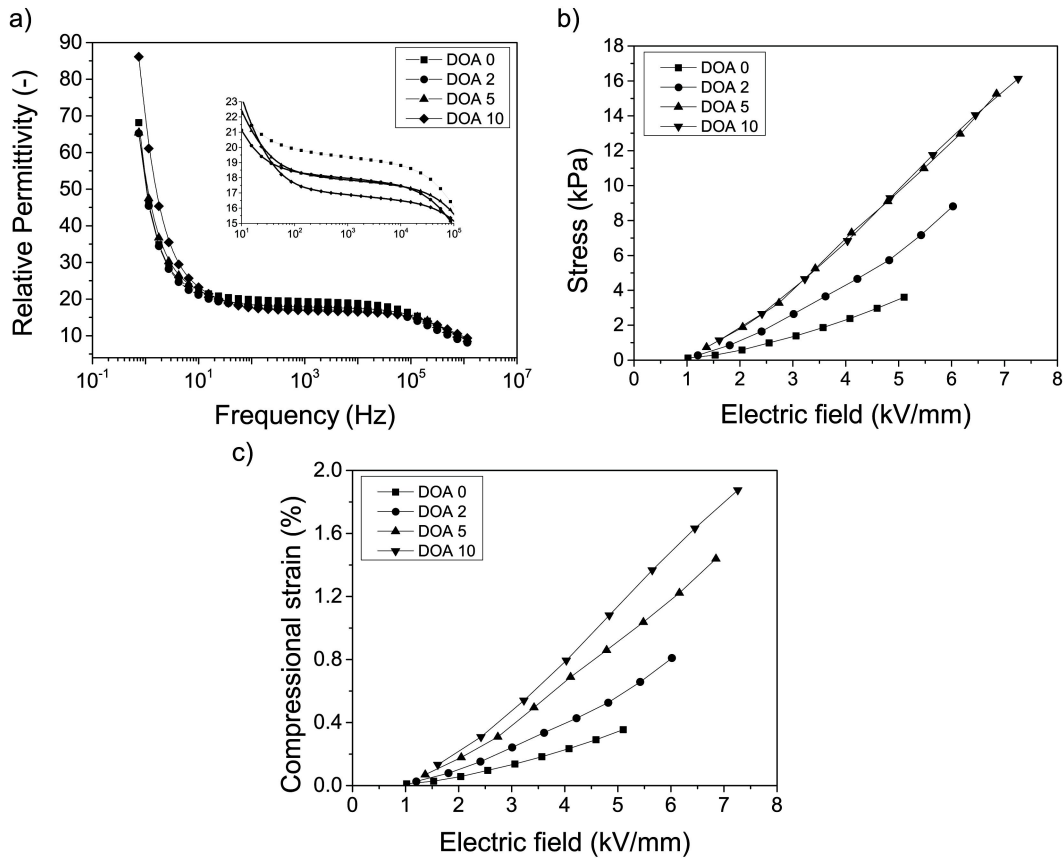 a)
Relative Permittivity (-)
90
80
70
60
50
40
30
20
10
10-1
101
103
105
107
Frequency (Hz)
DOA 0
DOA 2
DOA 5
DOA 10
23
22
21
20
19
18
17
16
15
101
102
103
104
105
b)
Stress (kPa)
18
16
14
12
10
8
6
4
2
0
0
1
2
3
4
5
6
7
8
Electric field (kV/mm)
DOA 0
DOA 2
DOA 5
DOA 10
c)
Compressional strain (%)
2.0
1.6
1.2
0.8
0.4
0.0
0
1
2
3
4
5
6
7
8
Electric field (kV/mm)
DOA 0
DOA 2
DOA 5
DOA 10